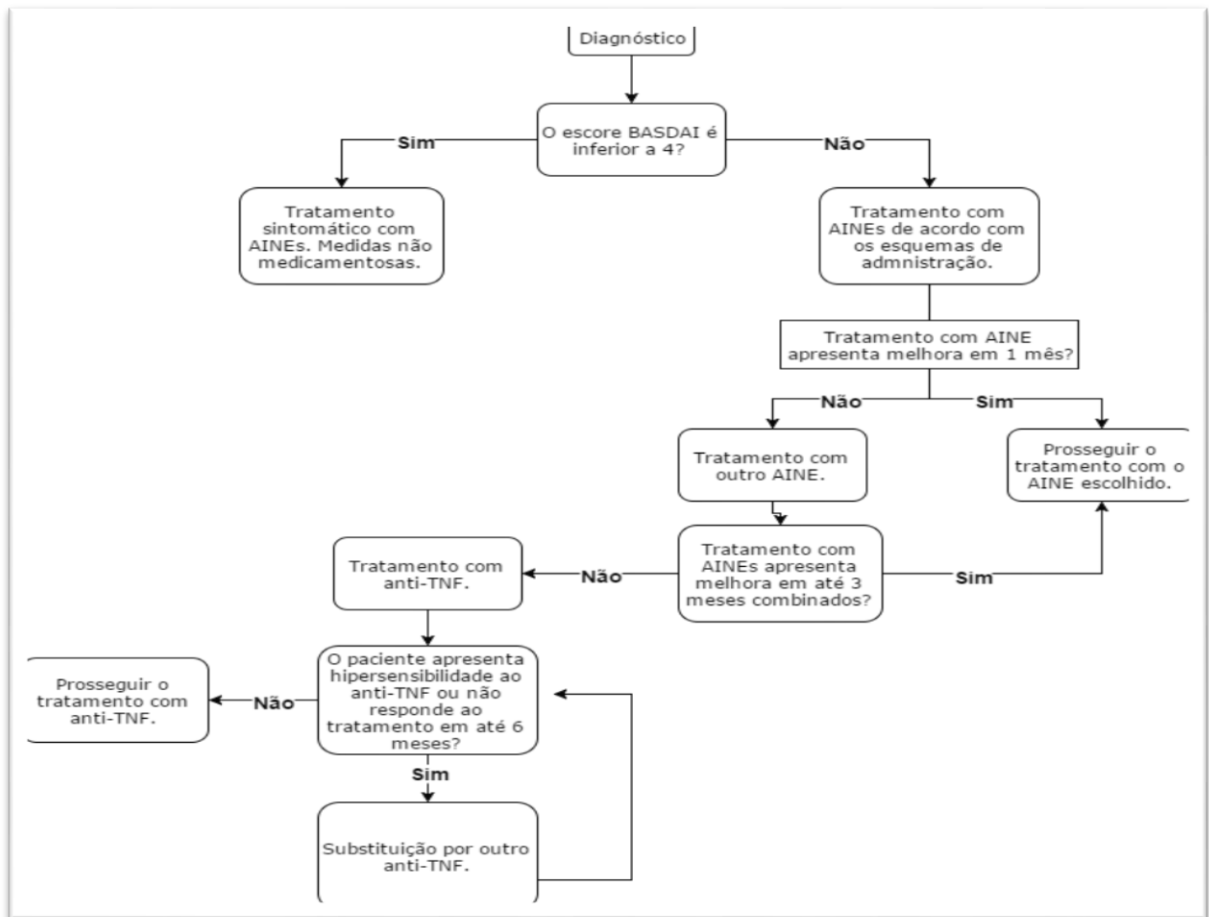 Diagnóstico
O escore BASDAI é
inferior a 4?
Sim
Não
Tratamento
sintomático com
AINEs. Medidas não
medicamentosas.
Tratamento com
AINEs de acordo com
os esquemas de
admnistração.
Tratamento com AINE
apresenta melhora em 1 mês?
Não
Sim
Tratamento com
outro AINE.
Prosseguir o
tratamento com o
AINE escolhido.
Tratamento com
AINEs apresenta
melhora em até 3
meses combinados?
Não
Sim
Tratamento com
anti-TNF.
O paciente apresenta
hipersensibilidade ao
anti-TNF ou não
responde ao
tratamento em até 6
meses?
Não
Prosseguir o
tratamento com
anti-TNF.
Sim
Substituição por outro
anti-TNF.